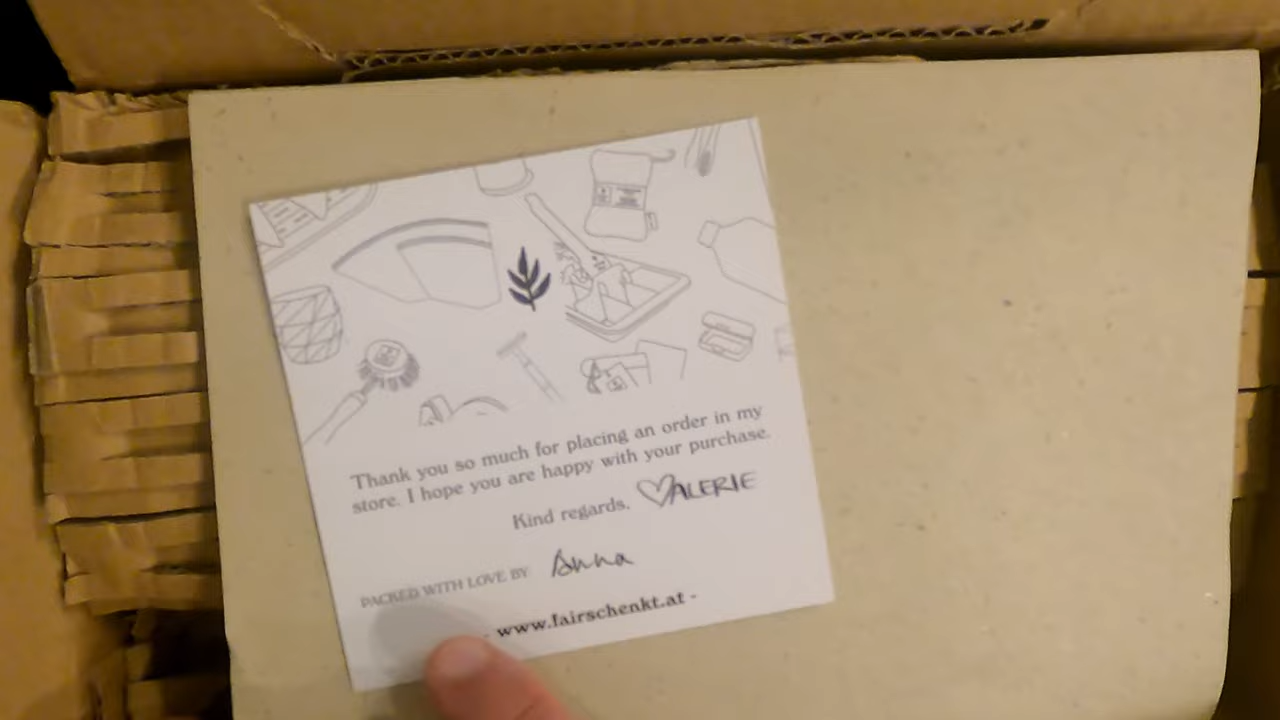 Thank you so much for placing an order in my
store. I hope you are happy with your purchase.
Kind regards, VALERIE
PACKED WITH LOVE BY Anna
- www.fairschenkt.at -